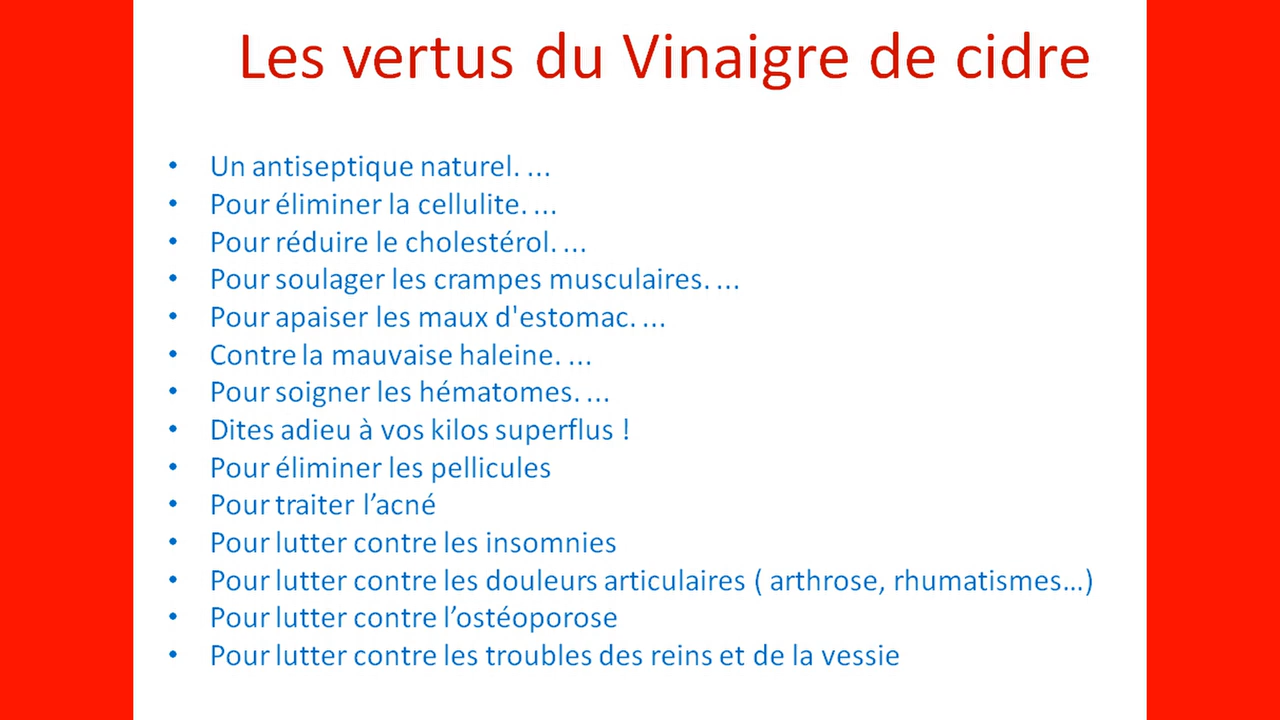 Les vertus du Vinaigre de cidre
• Un antiseptique naturel. ...
• Pour éliminer la cellulite. ...
• Pour réduire le cholestérol. ...
• Pour soulager les crampes musculaires. ...
• Pour apaiser les maux d'estomac. ...
• Contre la mauvaise haleine. ...
• Pour soigner les hématomes. ...
• Dites adieu à vos kilos superflus !
• Pour éliminer les pellicules
• Pour traiter l’acné
• Pour lutter contre les insomnies
• Pour lutter contre les douleurs articulaires ( arthrose, rhumatismes...)
• Pour lutter contre l’ostéoporose
• Pour lutter contre les troubles des reins et de la vessie